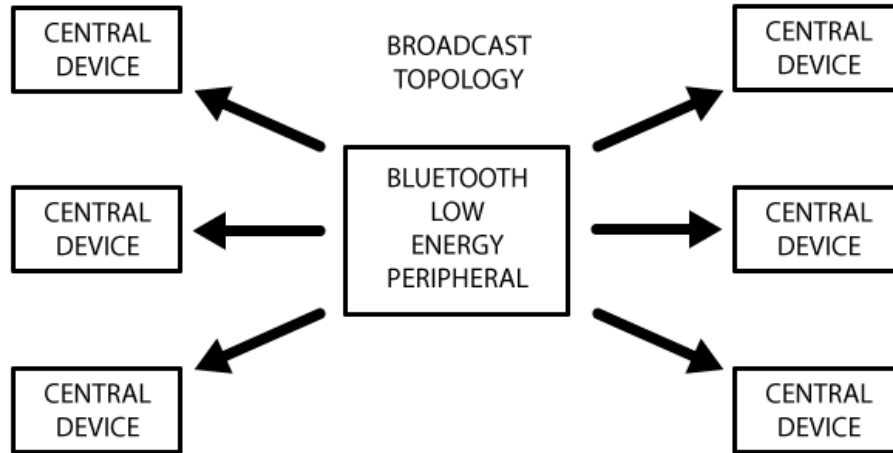 CENTRAL
DEVICE
BROADCAST
TOPOLOGY
CENTRAL
DEVICE
CENTRAL
DEVICE
BLUETOOTH
LOW
ENERGY
PERIPHERAL
CENTRAL
DEVICE
CENTRAL
DEVICE
CENTRAL
DEVICE